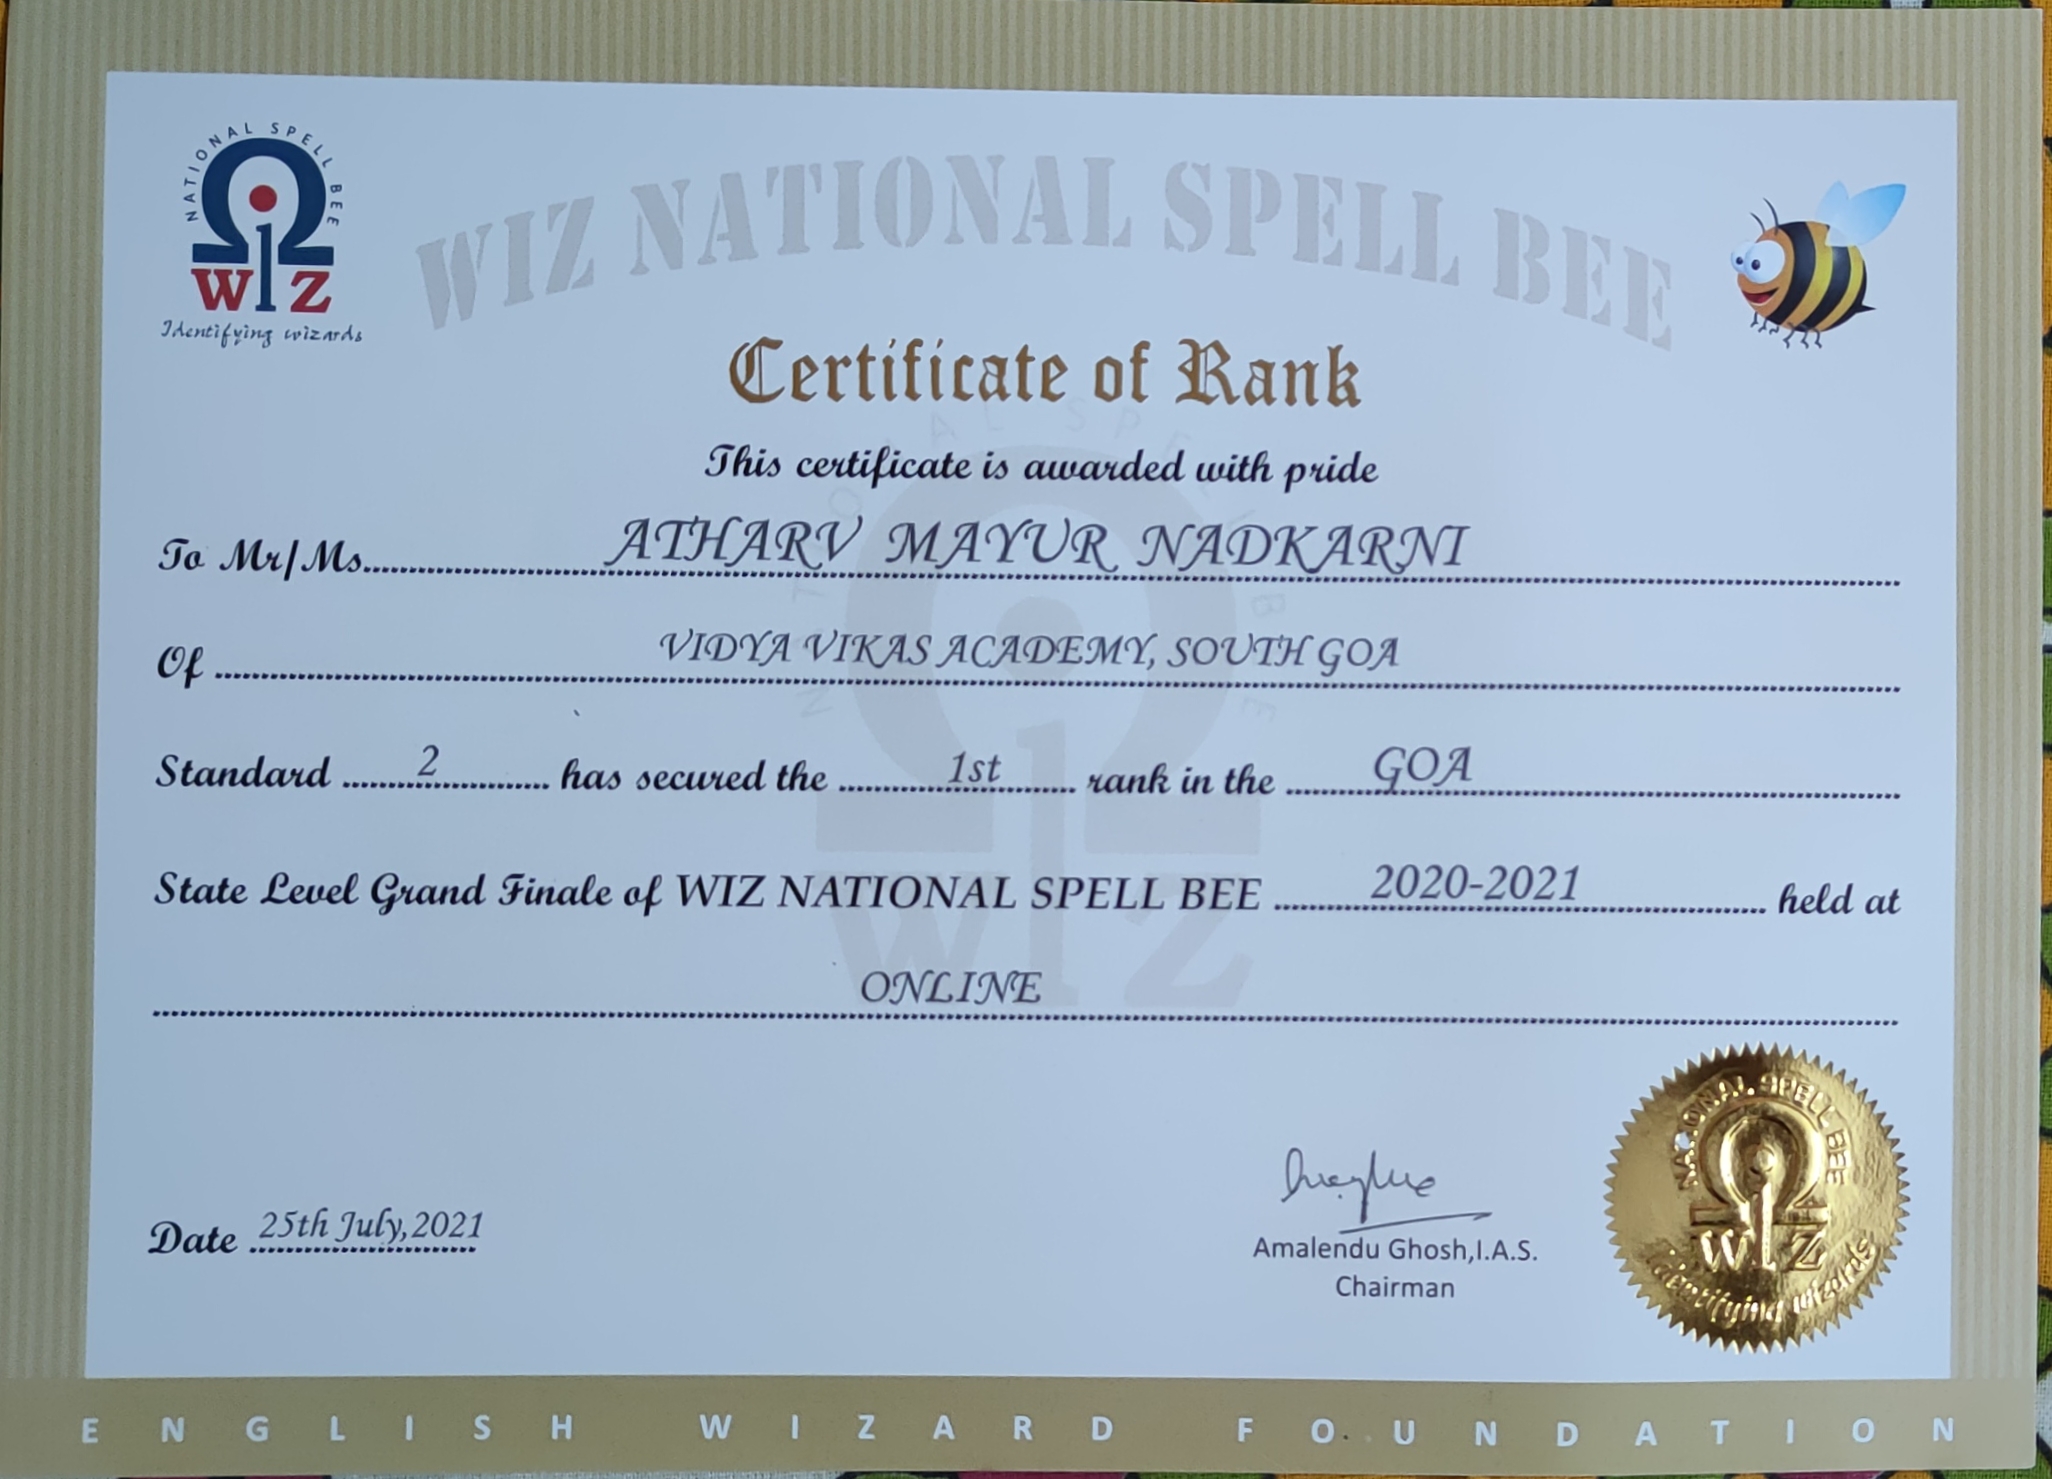 NATIONAL SPELL BEE
WIZ
Identifying wizards
WIZ NATIONAL SPELL BEE
Certificate of Rank
This certificate is awarded with pride
To Mr/Ms. ATHARV MAYUR NADKARNI
Of VIDYA VIKAS ACADEMY, SOUTH GOA
Standard 2 has secured the 1st rank in the GOA
State Level Grand Finale of WIZ NATIONAL SPELL BEE 2020-2021 held at
ONLINE
Date 25th July,2021
Amalendu Ghosh,I.A.S.
Chairman
NATIONAL SPELL BEE
WIZ
Identifying wizards
ENGLISH WIZARD FOUNDATION